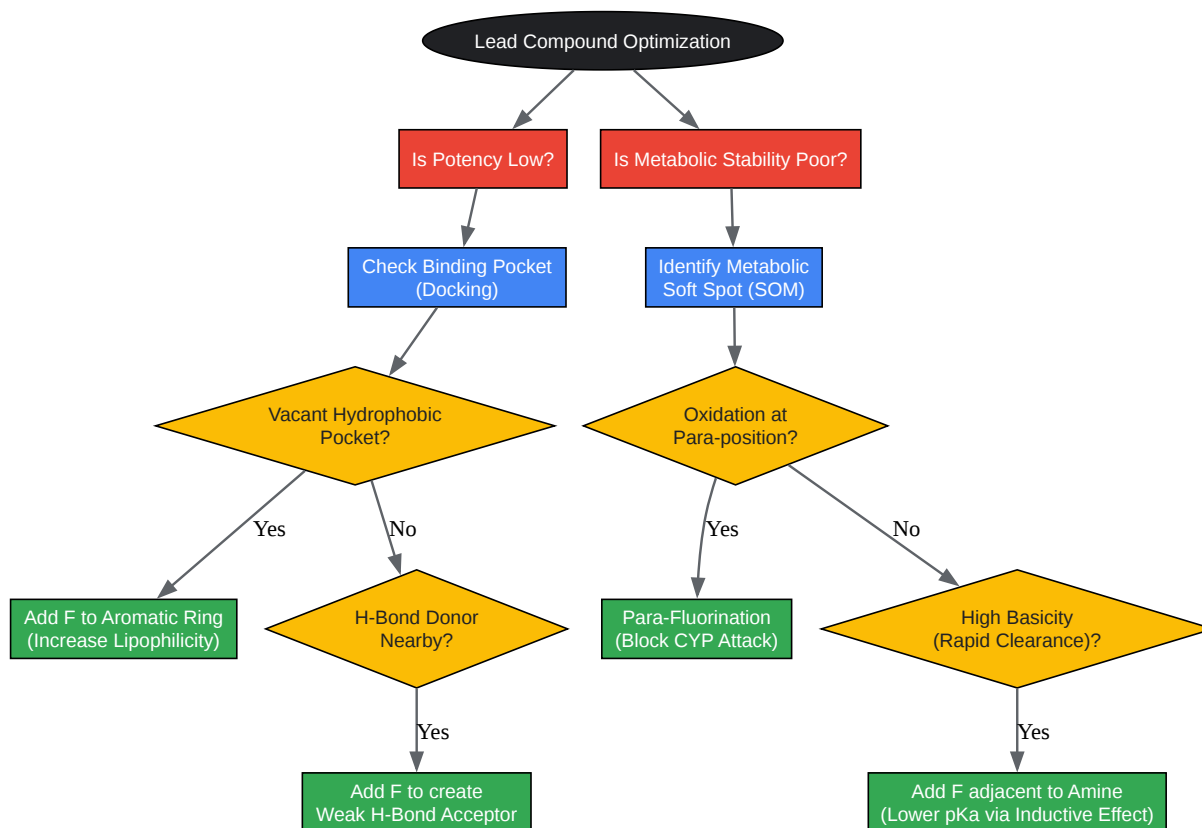 Lead Compound Optimization
Is Potency Low?
Is Metabolic Stability Poor?
Check Binding Pocket
(Docking)
Identify Metabolic
Soft Spot (SOM)
Vacant Hydrophobic
Pocket?
Oxidation at
Para-position?
Yes
No
Yes
No
Add F to Aromatic Ring
(Increase Lipophilicity)
H-Bond Donor
Nearby?
Para-Fluorination
(Block CYP Attack)
High Basicity
(Rapid Clearance)?
Yes
Yes
Add F to create
Weak H-Bond Acceptor
Add F adjacent to Amine
(Lower pKa via Inductive Effect)